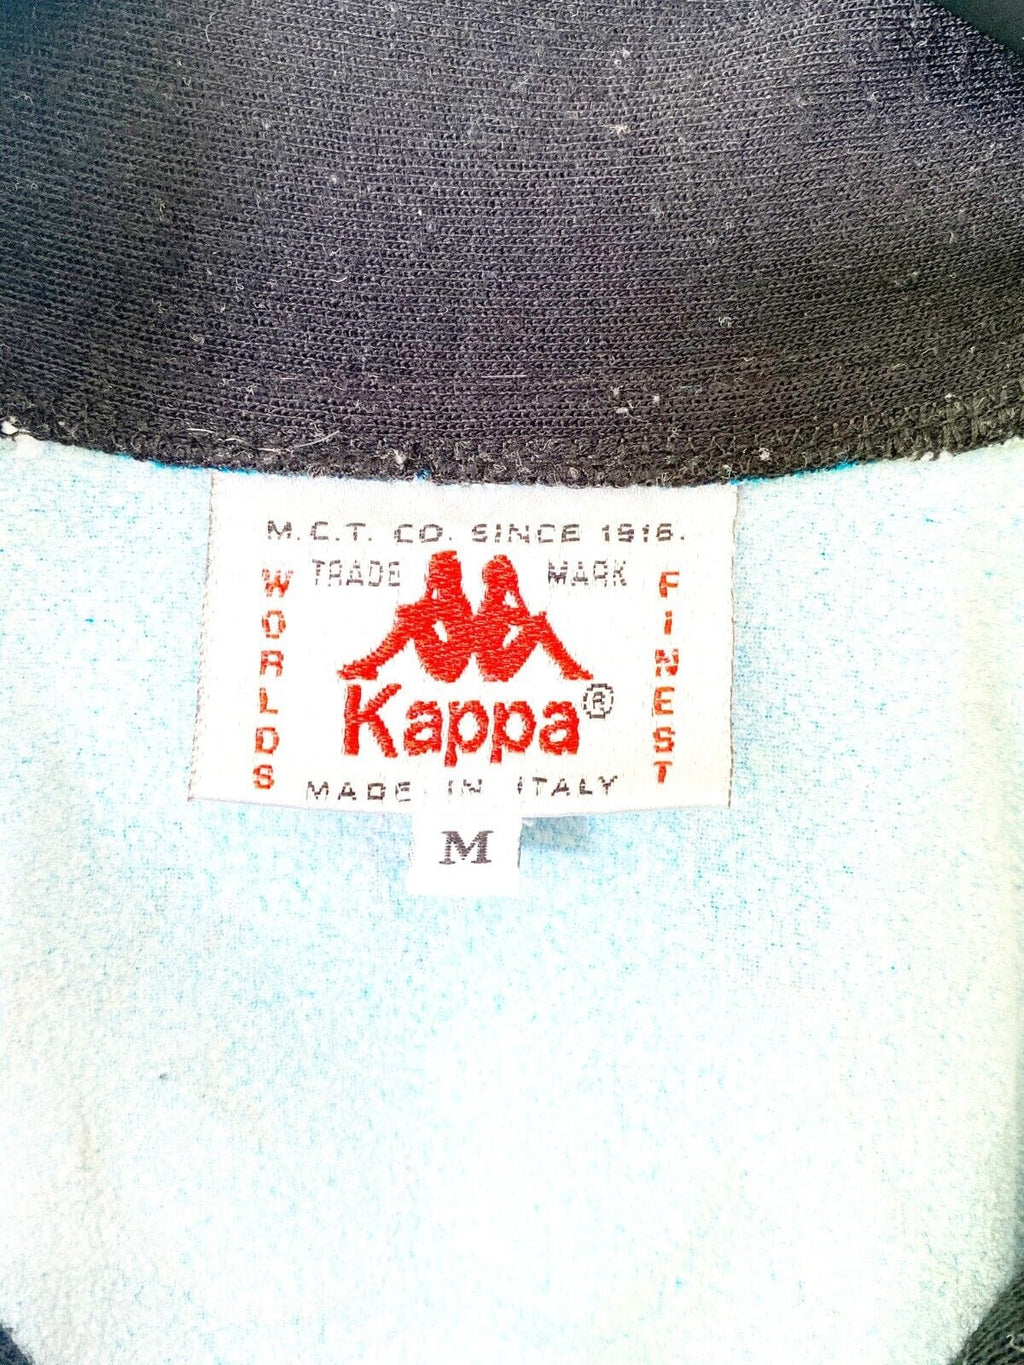 M.C.T. CO. SINCE 1916.
TRADE MARK
WORLDS
FINEST
Kappa®
MADE IN ITALY
M